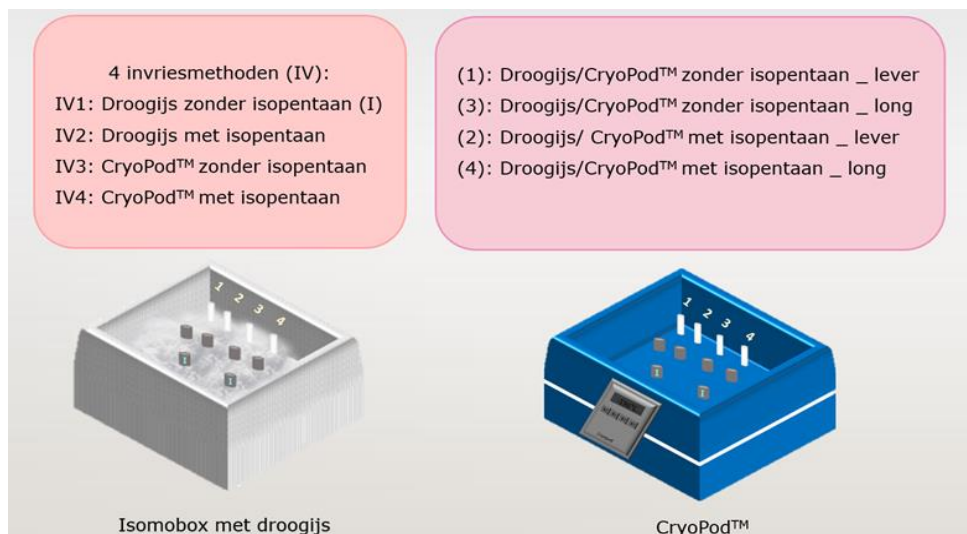 4 invriesmethoden (IV):
IV1: Droogijs zonder isopentaan (I)
IV2: Droogijs met isopentaan
IV3: CryoPod™ zonder isopentaan
IV4: CryoPod™ met isopentaan
(1): Droogijs/CryoPod™ zonder isopentaan _ lever
(3): Droogijs/CryoPod™ zonder isopentaan _ long
(2): Droogijs/ CryoPod™ met isopentaan _ lever
(4): Droogijs/CryoPod™ met isopentaan _ long
1 2 3 4
I
I
Isomobox met droogijs
1 2 3 4
I
I
CryoPod™